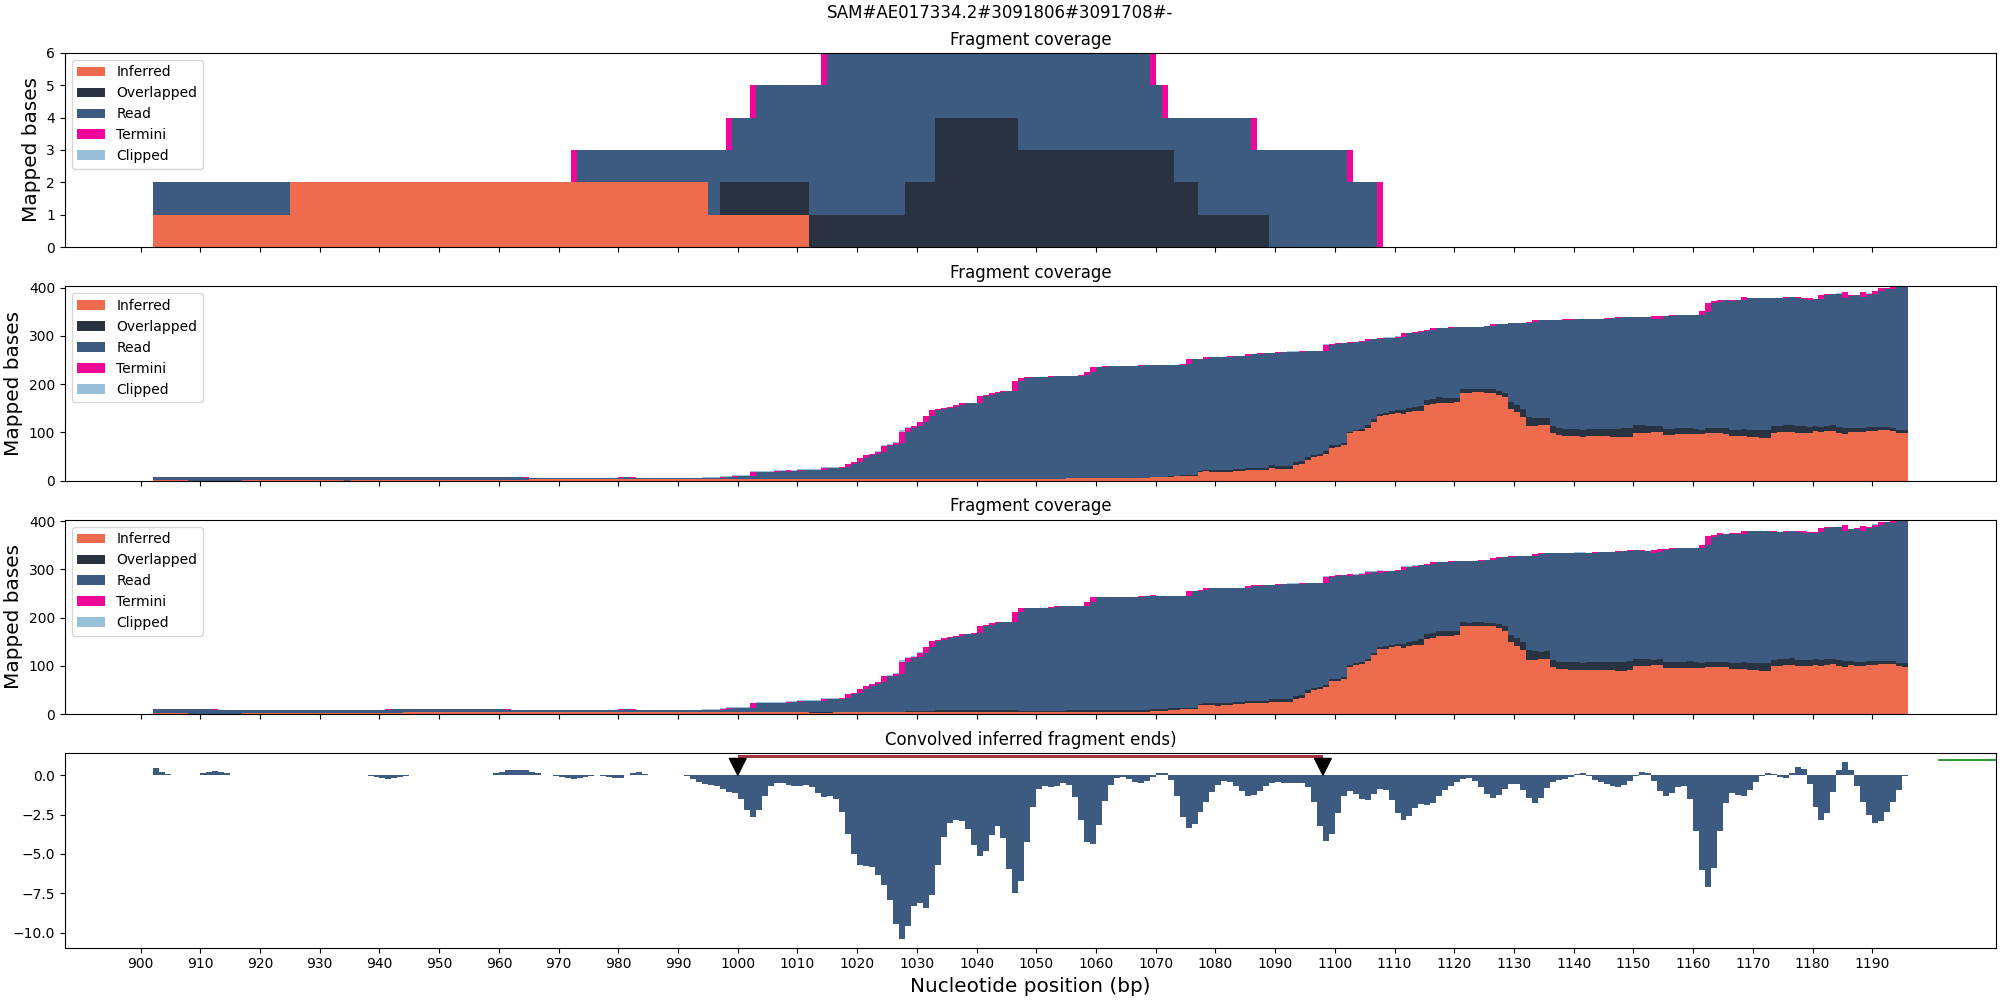 SAM#AE017334.2#3091806#3091708#-
Fragment coverage
Mapped bases
6
5
4
3
2
1
0
Inferred
Overlapped
Read
Termini
Clipped
Fragment coverage
Mapped bases
400
300
200
100
0
Inferred
Overlapped
Read
Termini
Clipped
Fragment coverage
Mapped bases
400
300
200
100
0
Inferred
Overlapped
Read
Termini
Clipped
Convolved inferred fragment ends)
0.0
−2.5
−5.0
−7.5
−10.0
900 910 920 930 940 950 960 970 980 990 1000 1010 1020 1030 1040 1050 1060 1070 1080 1090 1100 1110 1120 1130 1140 1150 1160 1170 1180 1190
Nucleotide position (bp)